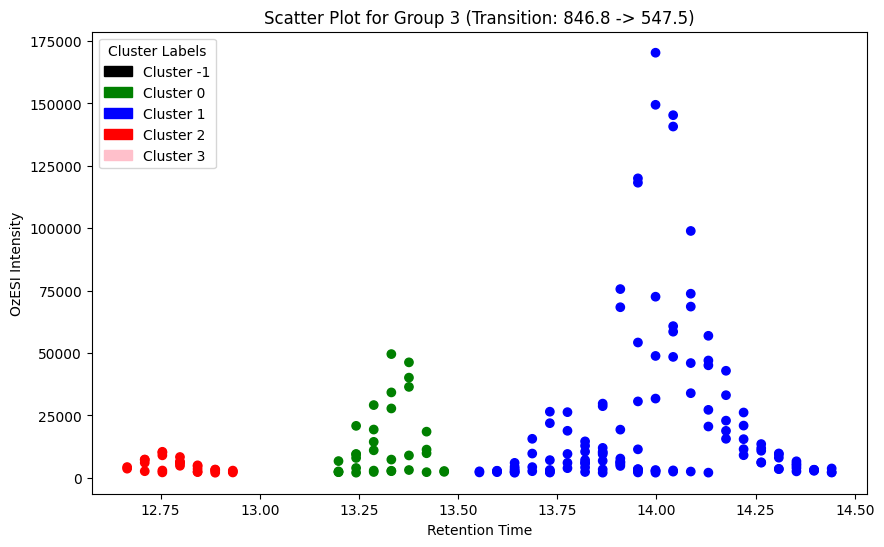 Scatter Plot for Group 3 (Transition: 846.8 -> 547.5)
Cluster Labels
Cluster -1
Cluster 0
Cluster 1
Cluster 2
Cluster 3
OzESI Intensity
175000
150000
125000
100000
75000
50000
25000
0
12.75 13.00 13.25 13.50 13.75 14.00 14.25 14.50
Retention Time